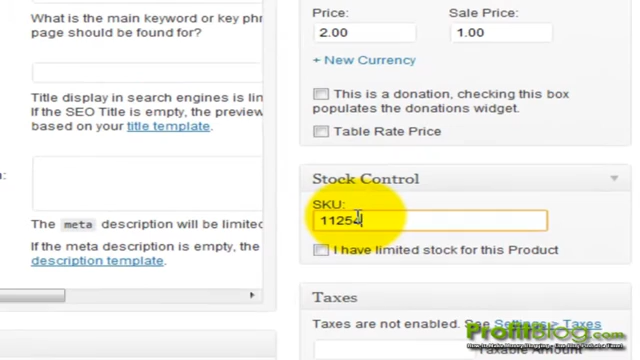 What is the main keyword or key phr
page should be found for?
Title display in search engines is lin
If the SEO Title is empty, the preview
based on your title template.
The meta description will be limited
If the meta description is empty, the
description template.
Price:
Sale Price:
2.00
1.00
+ New Currency
This is a donation, checking this box
populates the donations widget.
Table Rate Price
Stock Control
SKU:
11254
I have limited stock for this Product
Taxes
Taxes are not enabled. See Settings > Taxes
Taxable Amount
ProfitBlog.com